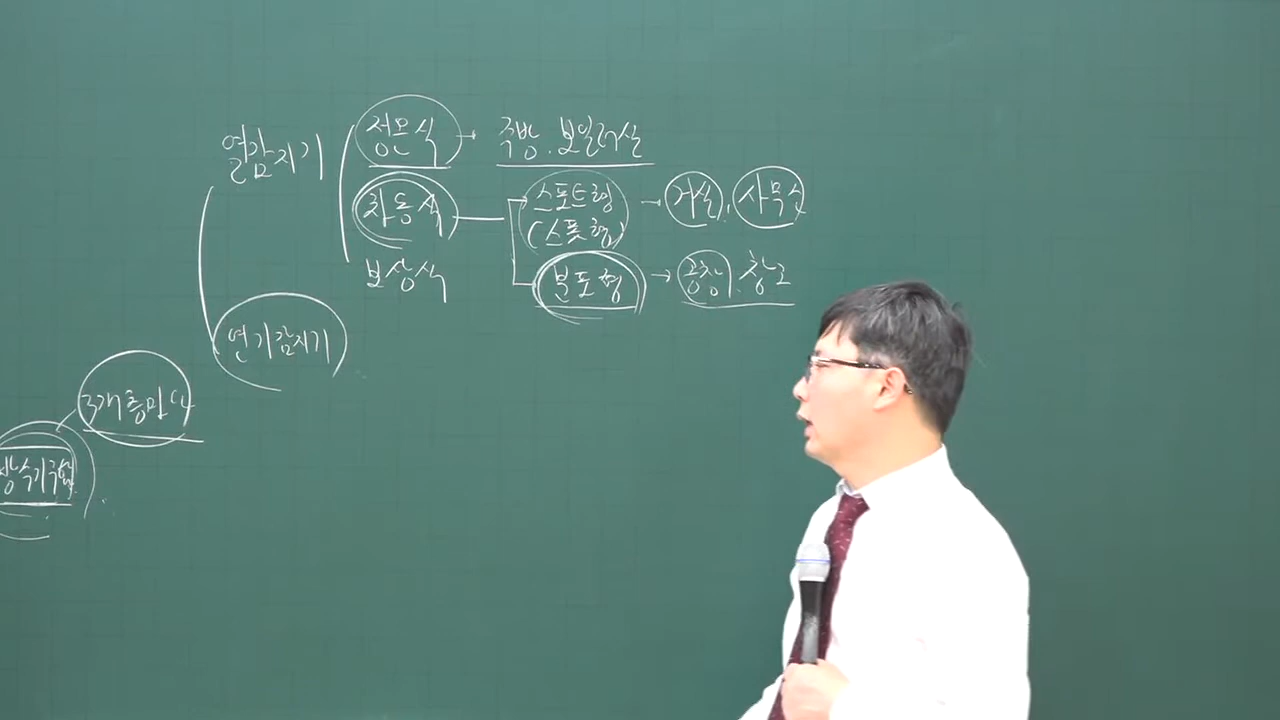 열감지기
정온식 → 주방. 보일러실
차동식
스포트형 → 거실, 사무실
(스폿형)
분포형 → 공장. 창고
보상식
연기감지기
3개층마다